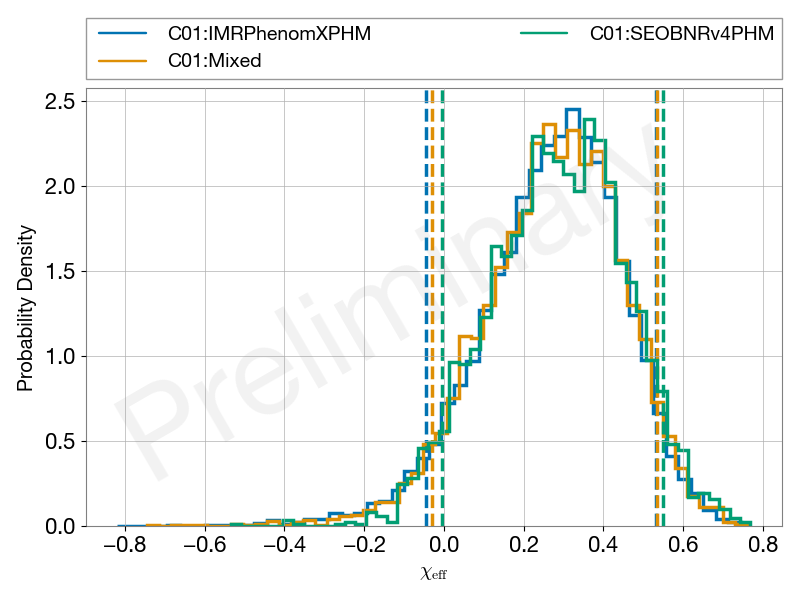 C01:IMRPhenomXPHM
C01:Mixed
C01:SEOBNRv4PHM
Preliminary
Probability Density
2.5
2.0
1.5
1.0
0.5
0.0
−0.8 −0.6 −0.4 −0.2 0.0 0.2 0.4 0.6 0.8
χeff